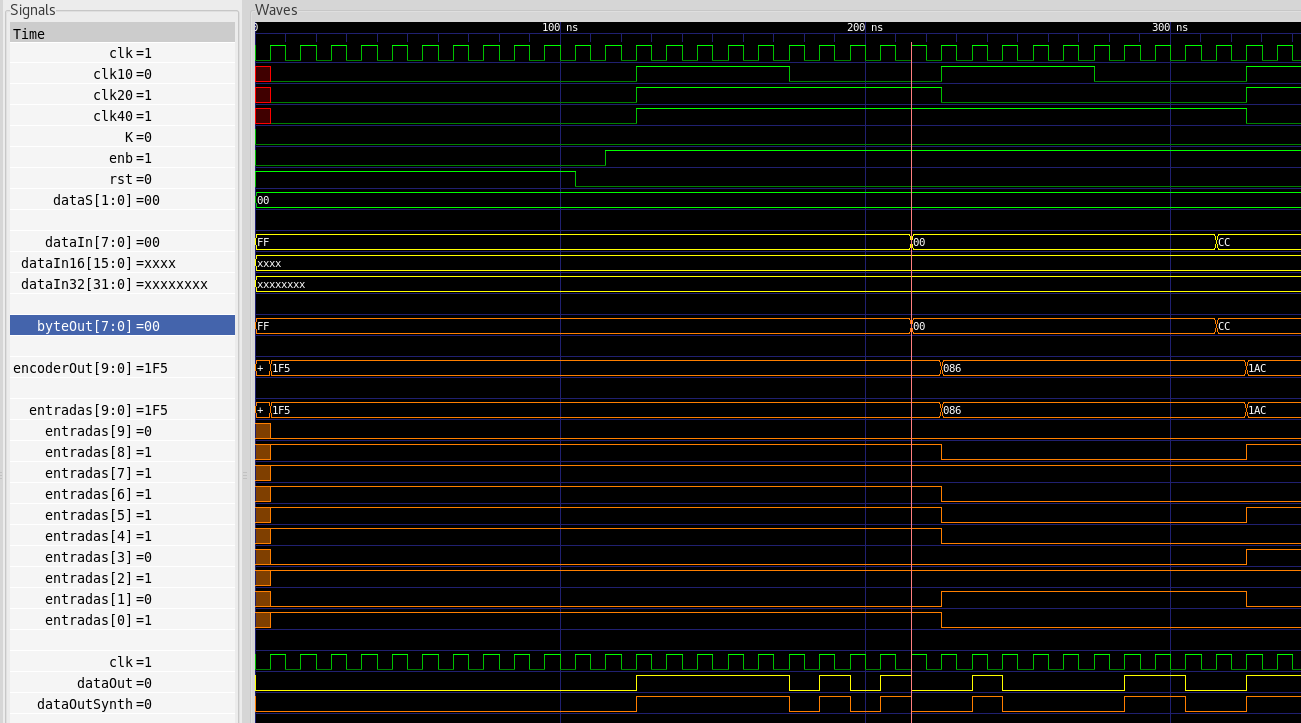 Signals Waves
Time 0 100 ns 200 ns 300 ns
clk=1
clk10=0
clk20=1
clk40=1
K=0
enb=1
rst=0
dataS[1:0]=00 00
dataIn[7:0]=00 FF 00 CC
dataIn16[15:0]=xxxx xxxx
dataIn32[31:0]=xxxxxxxx xxxxxxxx
byteOut[7:0]=00 FF 00 CC
encoderOut[9:0]=1F5 + 1F5 086 1AC
entradas[9:0]=1F5 + 1F5 086 1AC
entradas[9]=0
entradas[8]=1
entradas[7]=1
entradas[6]=1
entradas[5]=1
entradas[4]=1
entradas[3]=0
entradas[2]=1
entradas[1]=0
entradas[0]=1
clk=1
dataOut=0
dataOutSynth=0